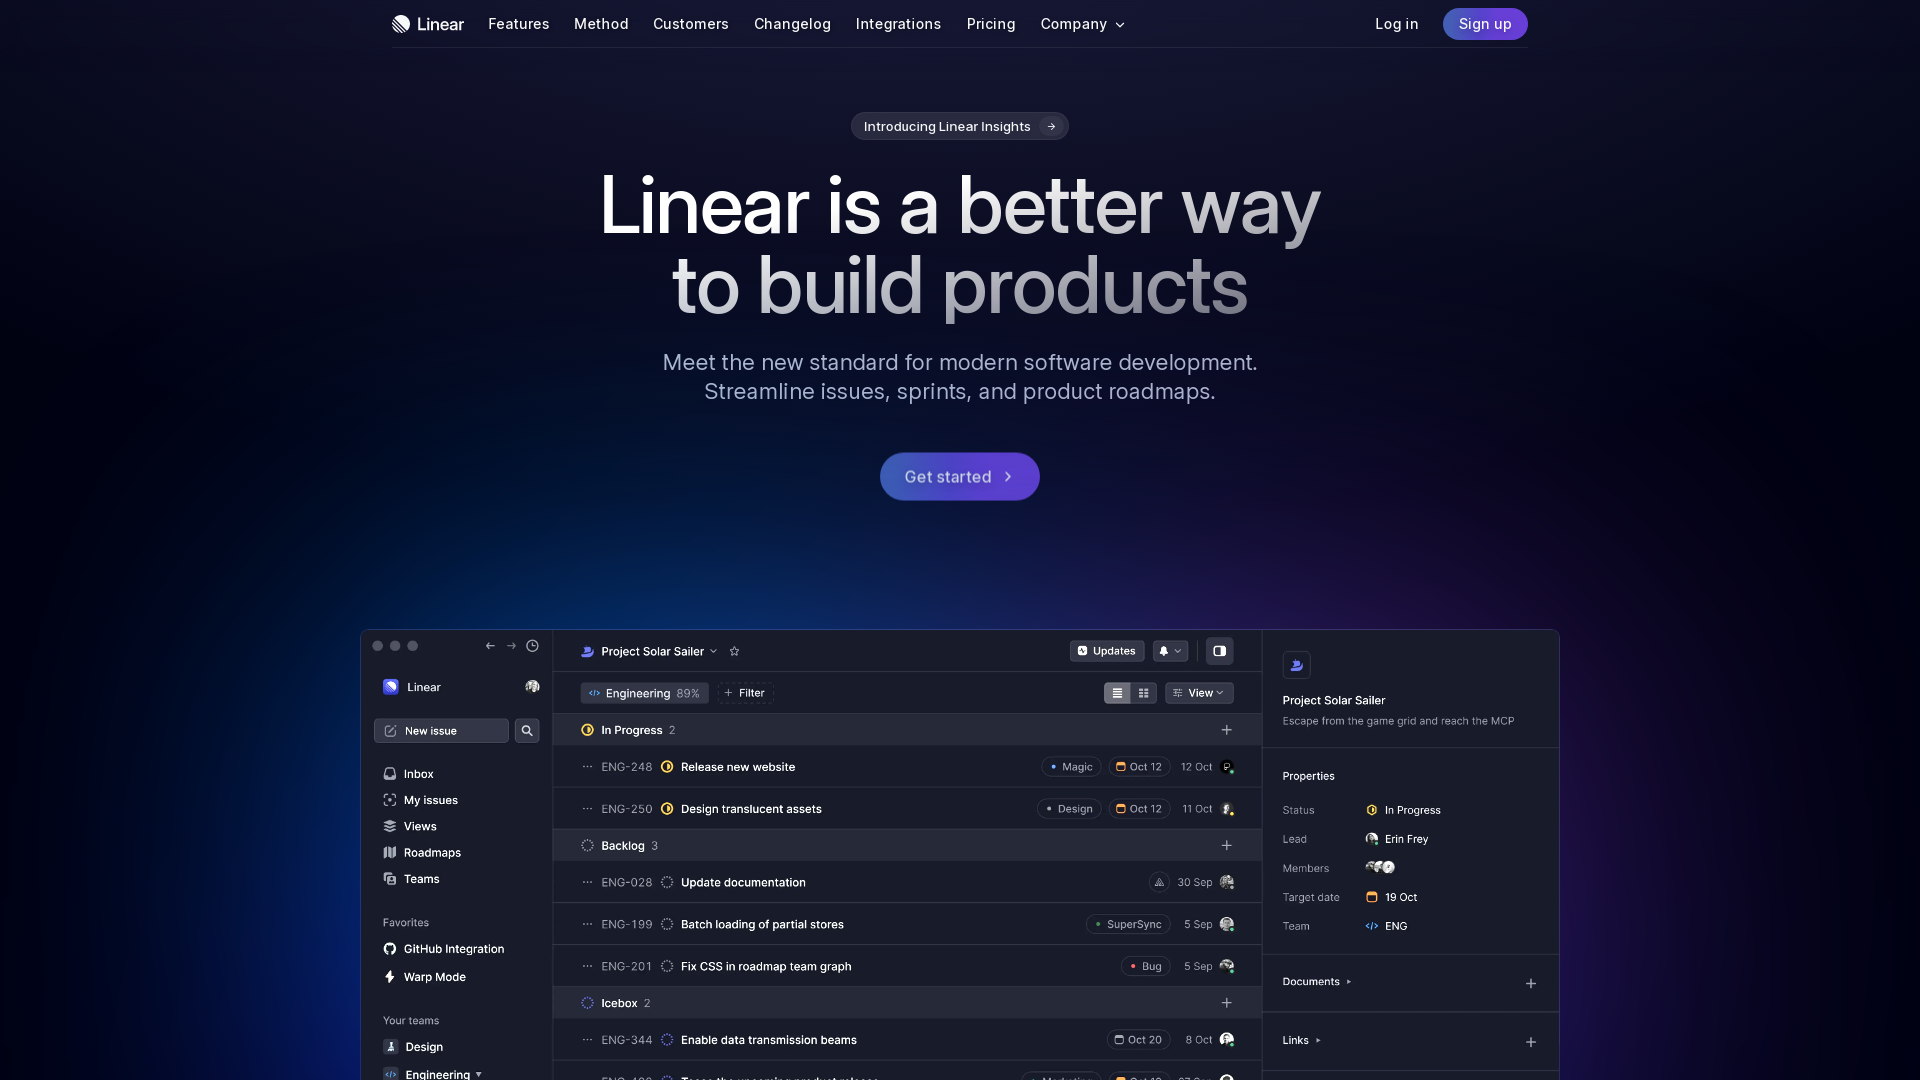 Linear
Features
Method
Customers
Changelog
Integrations
Pricing
Company
Log in
Sign up
Introducing Linear Insights
Linear is a better way
to build products
Meet the new standard for modern software development.
Streamline issues, sprints, and product roadmaps.
Get started
Linear
New issue
Inbox
My issues
Views
Roadmaps
Teams
Favorites
GitHub Integration
Warp Mode
Your teams
Design
Engineering
Project Solar Sailer
Updates
Engineering 89%
Filter
View
In Progress 2
ENG-248 Release new website Magic Oct 12 12 Oct
ENG-250 Design translucent assets Design Oct 12 11 Oct
Backlog 3
ENG-028 Update documentation 30 Sep
ENG-199 Batch loading of partial stores SuperSync 5 Sep
ENG-201 Fix CSS in roadmap team graph Bug 5 Sep
Icebox 2
ENG-344 Enable data transmission beams Oct 20 8 Oct
Project Solar Sailer
Escape from the game grid and reach the MCP
Properties
Status In Progress
Lead Erin Frey
Members
Target date 19 Oct
Team ENG
Documents
Links